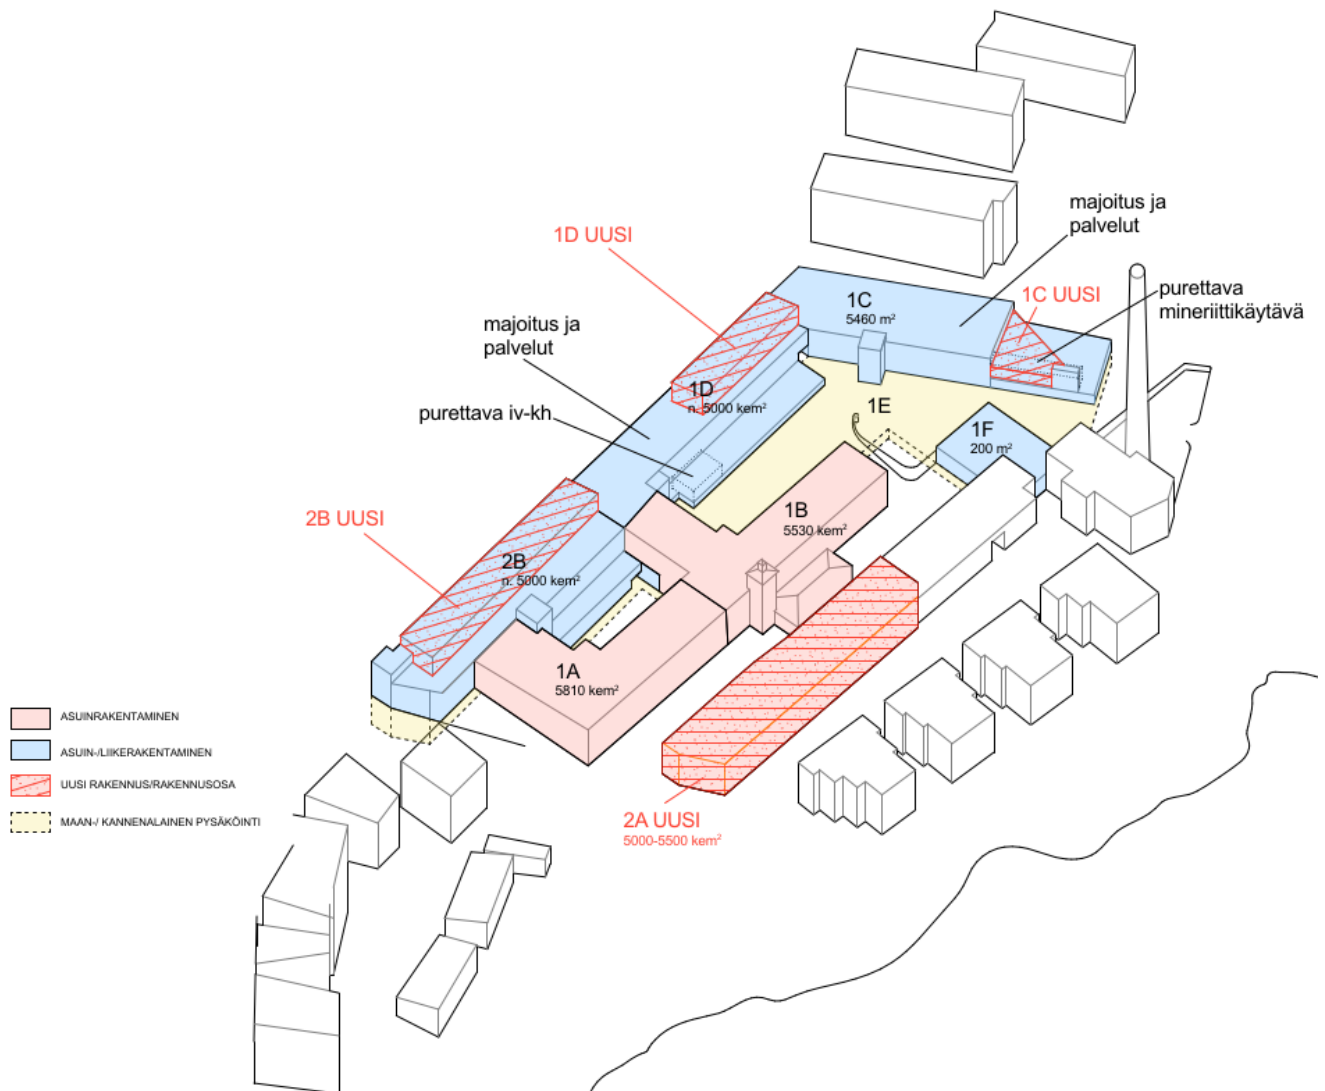 majoitus ja
palvelut
1D UUSI
1C
5460 m²
1C UUSI
purettava
mineriittikäytävä
majoitus ja
palvelut
1D
n. 5000 kem²
purettava iv-kh
1E
1F
200 m²
1B
5530 kem²
2B UUSI
2B
n. 5000 kem²
1A
5810 kem²
2A UUSI
5000-5500 kem²
ASUINRAKENTAMINEN
ASUIN-/LIIKERAKENTAMINEN
UUSI RAKENNUS/RAKENNUSOSA
MAAN-/ KANNENALAINEN PYSÄKÖINTI